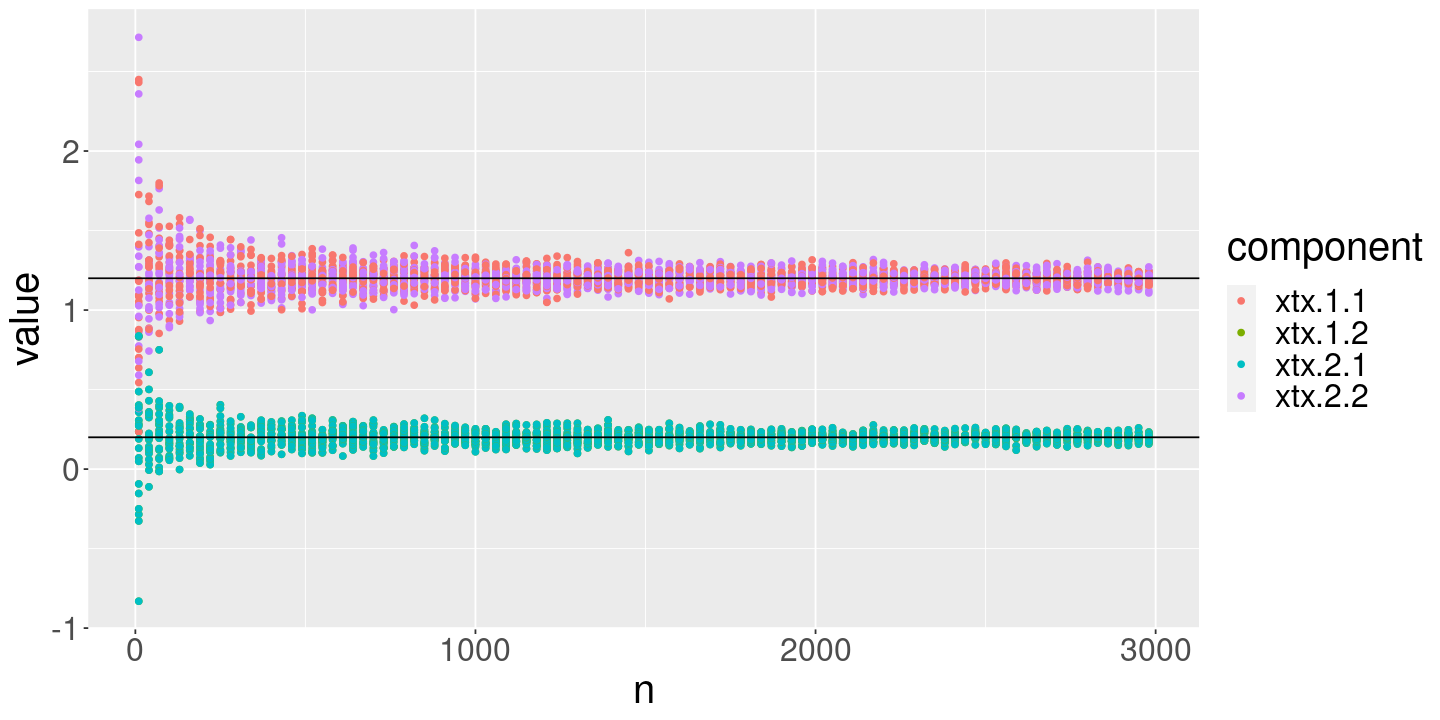 value
2
1
0
-1
0 1000 2000 3000
n
component
xtx.1.1
xtx.1.2
xtx.2.1
xtx.2.2